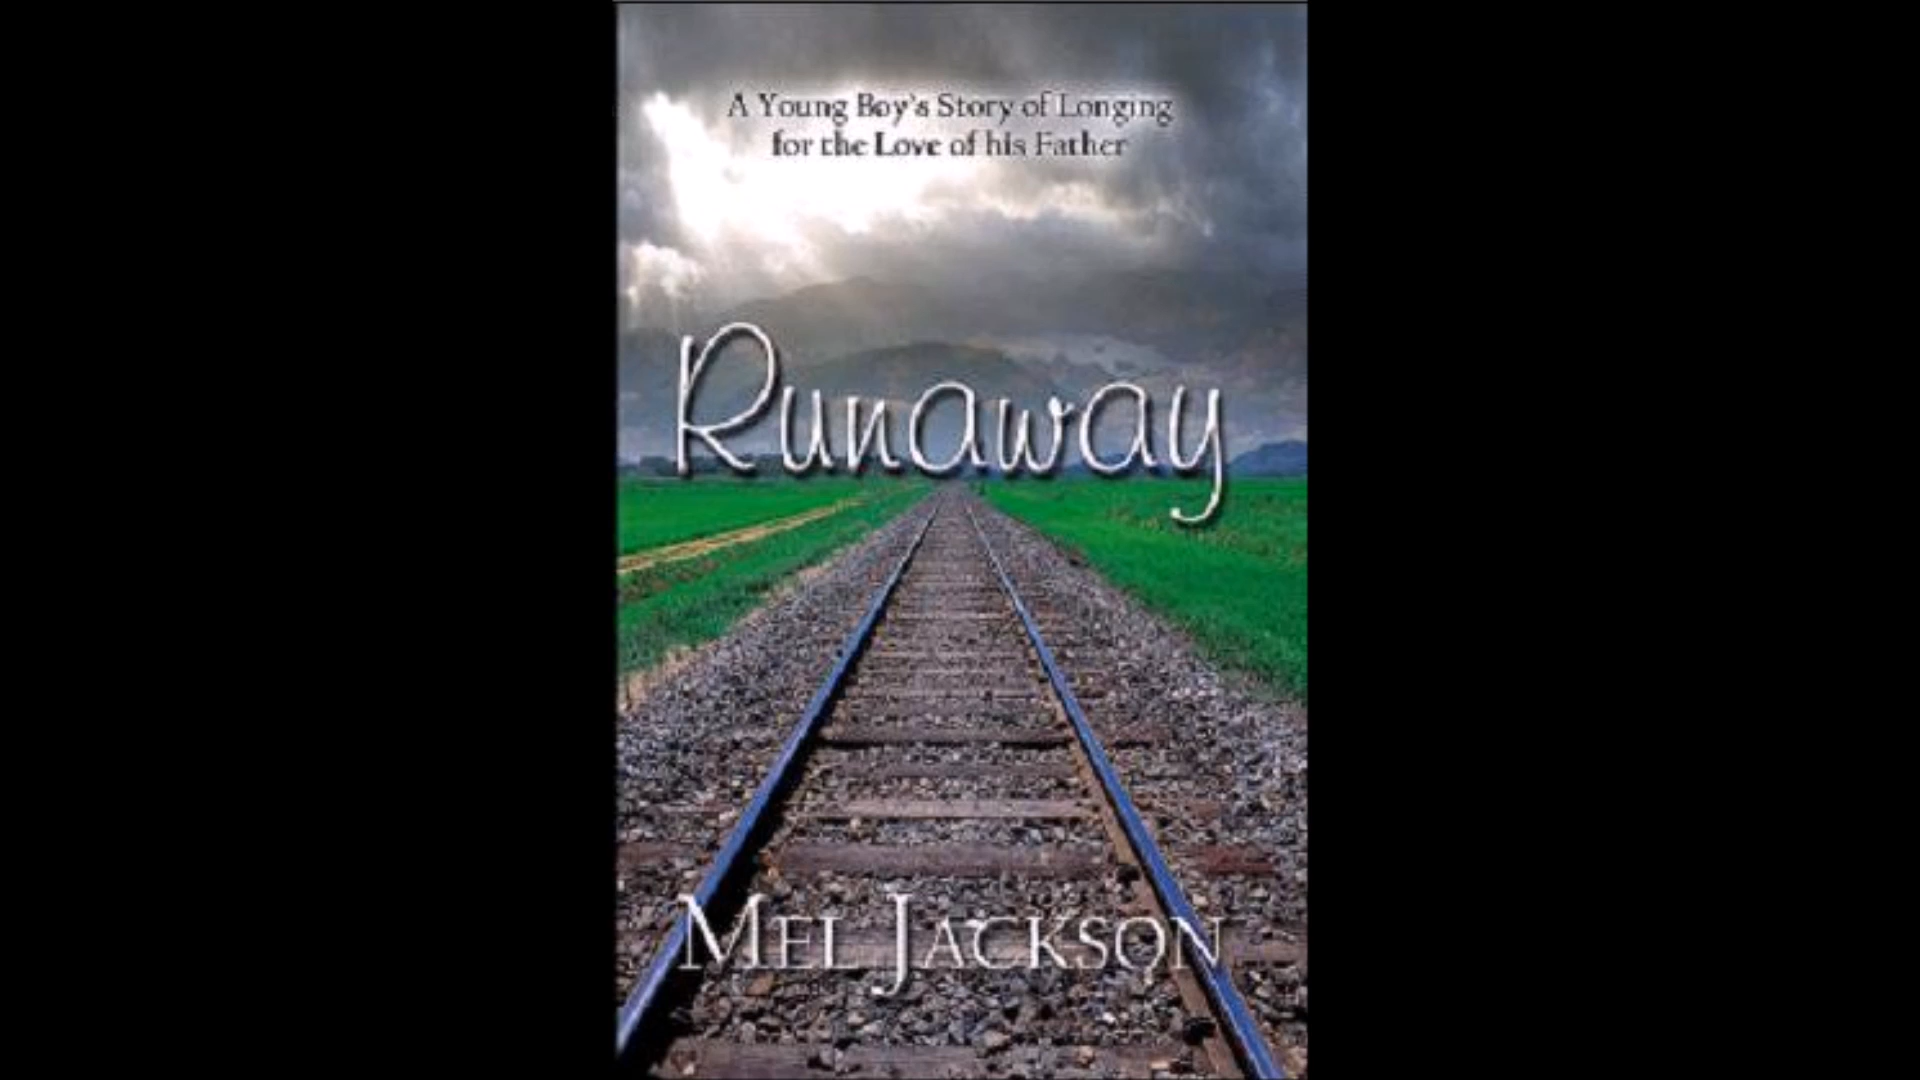 A Young Boy's Story of Longing
for the Love of his Father
Runaway
MEL JACKSON